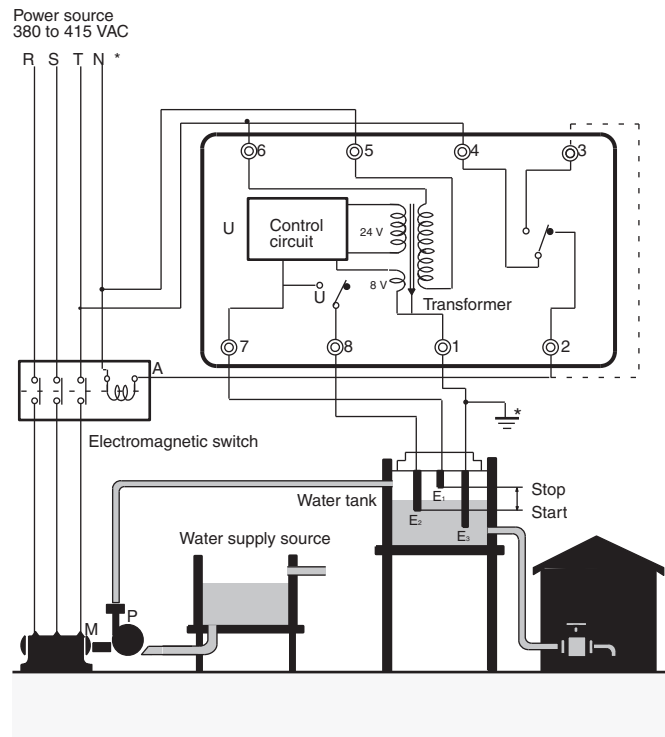 Power source
380 to 415 VAC
R S T N *
6 5 4 3
U
Control
circuit
24 V
8 V
U
Transformer
7 8 1 2
A
*
Electromagnetic switch
Water tank
E1
E2
E3
Stop
Start
Water supply source
P
M